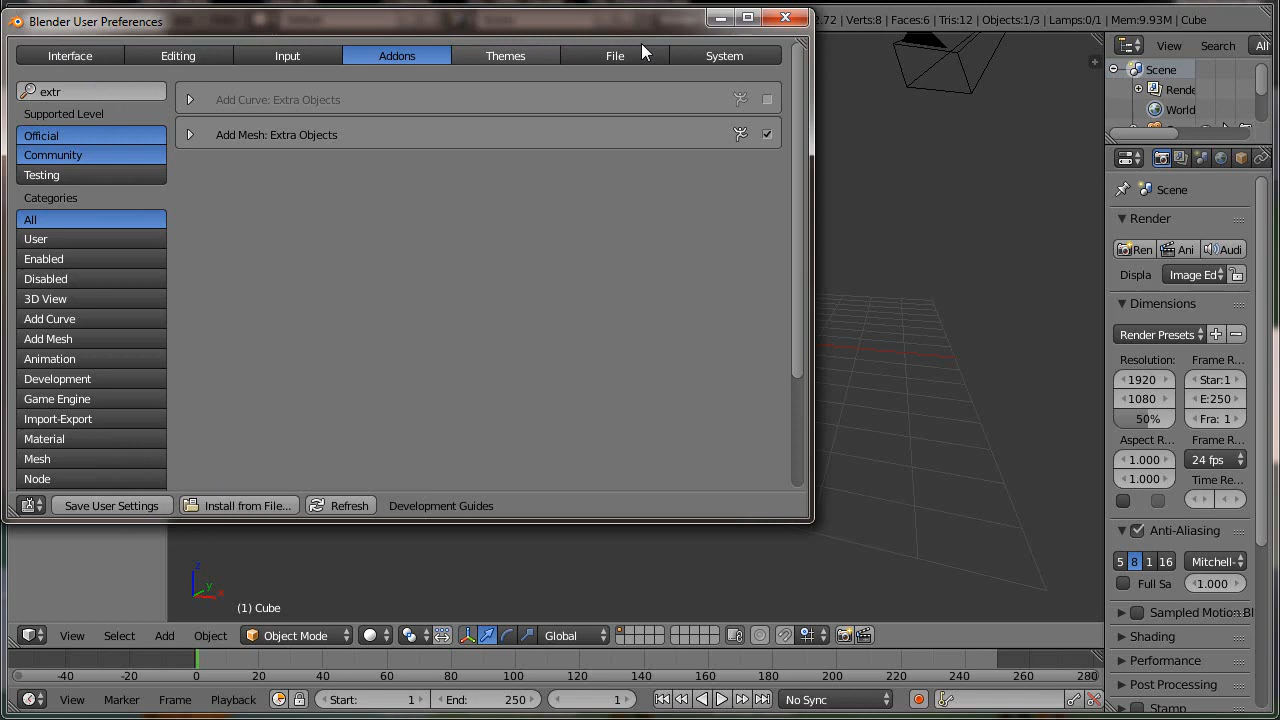 Blender User Preferences
2.72 | Verts:8 | Faces:6 | Tris:12 | Objects:1/3 | Lamps:0/1 | Mem:9.93M | Cube
Interface Editing Input Addons Themes File System
View Search All
extr
Add Curve: Extra Objects
Scene
Supported Level
Rende
World
Official
Add Mesh: Extra Objects
Community
Testing
Scene
Categories
All
Render
User
Ren Ani Audi
Enabled
Displa Image Ed
Disabled
3D View
Dimensions
Add Curve
Render Presets
Add Mesh
Animation
Resolution: Frame R...
Development
1920 Star:1
Game Engine
1080 E:250
Import-Export
50% Fra: 1
Material
Aspect R... Frame R...
Mesh
1.000 24 fps
Node
1.000 Time Re...
Save User Settings Install from File... Refresh Development Guides
Anti-Aliasing
5 8 1 16 Mitchell-
Full Sa 1.000
z
y
x
(1) Cube
Sampled Motion Bl
View Select Add Object Object Mode Global
Shading
Performance
-40 -20 0 20 40 60 80 100 120 140 160 180 200 220 240 260 280
Post Processing
View Marker Frame Playback Start: 1 End: 250 1 No Sync
Stamp